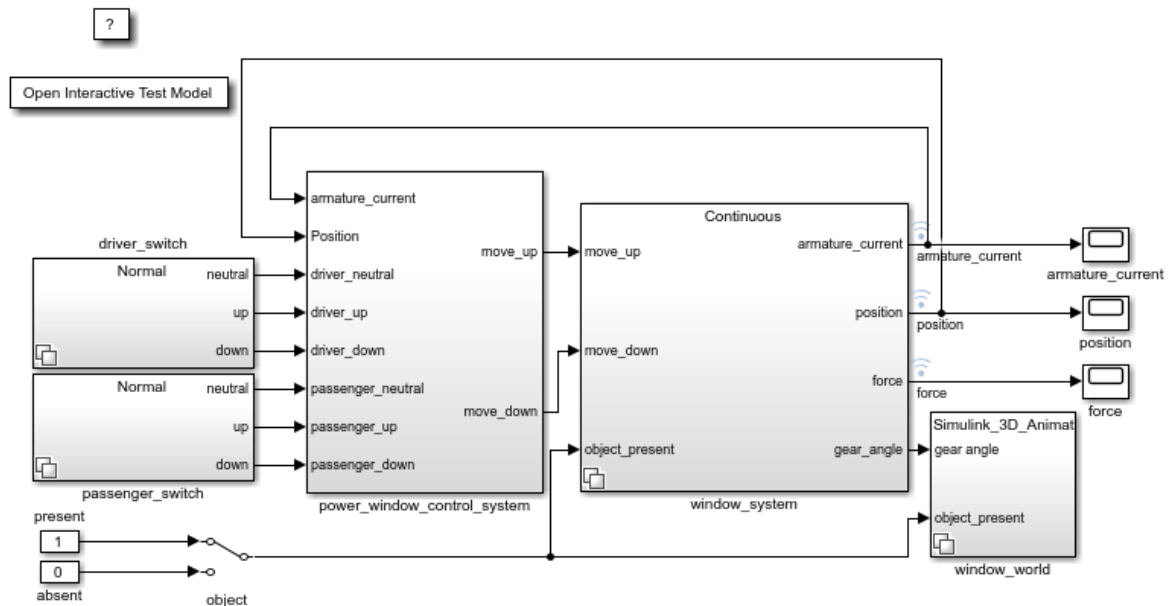 ?
Open Interactive Test Model
driver_switch
Normal
neutral
up
down
Normal
neutral
up
down
passenger_switch
present
1
0
absent
object
armature_current
Position
driver_neutral
driver_up
driver_down
passenger_neutral
passenger_up
passenger_down
move_up
move_down
power_window_control_system
Continuous
move_up
move_down
object_present
armature_current
position
force
gear_angle
window_system
armature_current
position
force
armature_current
position
force
Simulink_3D_Animat
gear angle
object_present
window_world